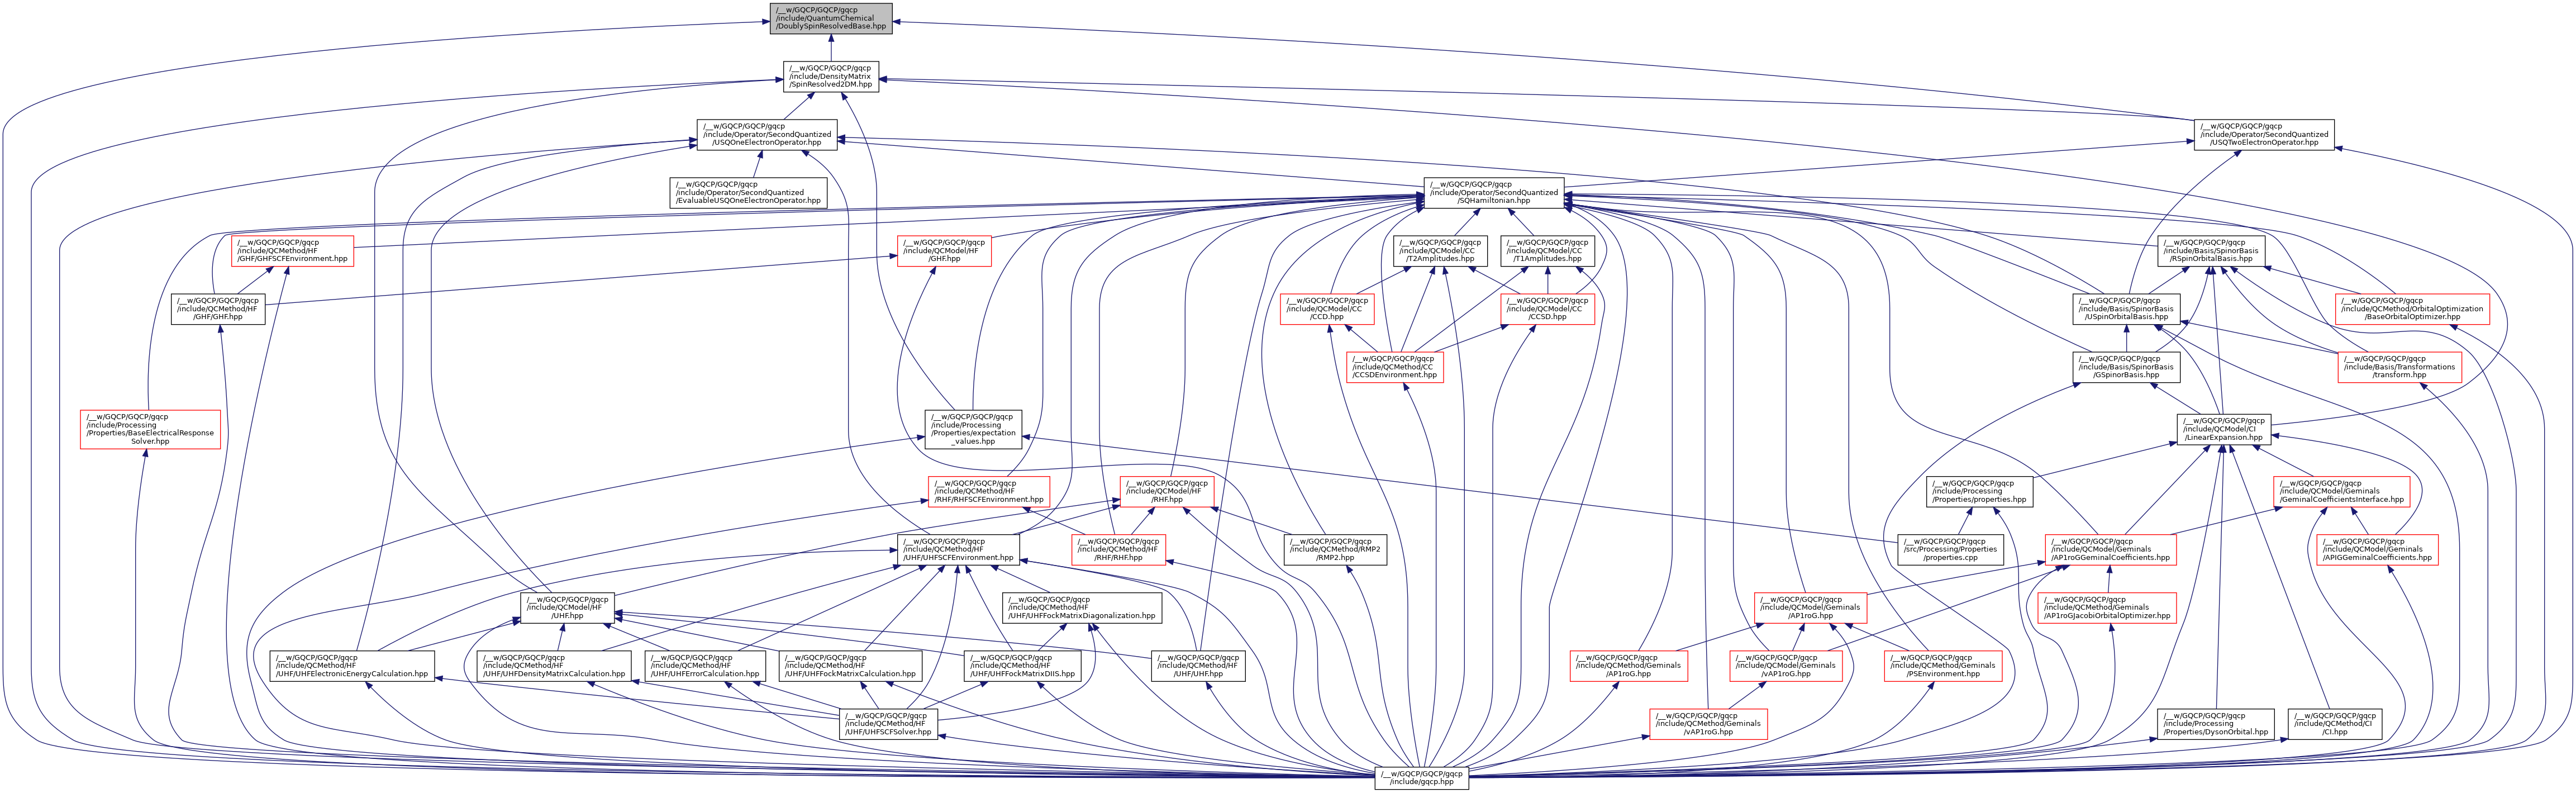 /__w/GQCP/GQCP/gqcp
/include/QuantumChemical
/DoublySpinResolvedBase.hpp
/__w/GQCP/GQCP/gqcp
/include/DensityMatrix
/SpinResolved2DM.hpp
/__w/GQCP/GQCP/gqcp
/include/Operator/SecondQuantized
/USQOneElectronOperator.hpp
/__w/GQCP/GQCP/gqcp
/include/Operator/SecondQuantized
/USQTwoElectronOperator.hpp
/__w/GQCP/GQCP/gqcp
/include/Operator/SecondQuantized
/EvaluableUSQOneElectronOperator.hpp
/__w/GQCP/GQCP/gqcp
/include/Operator/SecondQuantized
/SQHamiltonian.hpp
/__w/GQCP/GQCP/gqcp
/include/QCMethod/HF
/GHF/GHFSCFEnvironment.hpp
/__w/GQCP/GQCP/gqcp
/include/QCModel/HF
/GHF.hpp
/__w/GQCP/GQCP/gqcp
/include/QCModel/CC
/T2Amplitudes.hpp
/__w/GQCP/GQCP/gqcp
/include/QCModel/CC
/T1Amplitudes.hpp
/__w/GQCP/GQCP/gqcp
/include/Basis/SpinorBasis
/RSpinOrbitalBasis.hpp
/__w/GQCP/GQCP/gqcp
/include/QCMethod/HF
/GHF/GHF.hpp
/__w/GQCP/GQCP/gqcp
/include/QCModel/CC
/CCD.hpp
/__w/GQCP/GQCP/gqcp
/include/QCModel/CC
/CCSD.hpp
/__w/GQCP/GQCP/gqcp
/include/Basis/SpinorBasis
/USpinOrbitalBasis.hpp
/__w/GQCP/GQCP/gqcp
/include/QCMethod/OrbitalOptimization
/BaseOrbitalOptimizer.hpp
/__w/GQCP/GQCP/gqcp
/include/QCMethod/CC
/CCSDEnvironment.hpp
/__w/GQCP/GQCP/gqcp
/include/Basis/SpinorBasis
/GSpinorBasis.hpp
/__w/GQCP/GQCP/gqcp
/include/Basis/Transformations
/transform.hpp
/__w/GQCP/GQCP/gqcp
/include/Processing
/Properties/BaseElectricalResponse
Solver.hpp
/__w/GQCP/GQCP/gqcp
/include/Processing
/Properties/expectation
_values.hpp
/__w/GQCP/GQCP/gqcp
/include/QCModel/CI
/LinearExpansion.hpp
/__w/GQCP/GQCP/gqcp
/include/QCMethod/HF
/RHF/RHFSCFEnvironment.hpp
/__w/GQCP/GQCP/gqcp
/include/QCModel/HF
/RHF.hpp
/__w/GQCP/GQCP/gqcp
/include/Processing
/Properties/properties.hpp
/__w/GQCP/GQCP/gqcp
/include/QCModel/Geminals
/GeminalCoefficientsInterface.hpp
/__w/GQCP/GQCP/gqcp
/include/QCMethod/HF
/UHF/UHFSCFEnvironment.hpp
/__w/GQCP/GQCP/gqcp
/include/QCMethod/HF
/RHF/RHF.hpp
/__w/GQCP/GQCP/gqcp
/include/QCMethod/RMP2
/RMP2.hpp
/__w/GQCP/GQCP/gqcp
/src/Processing/Properties
/properties.cpp
/__w/GQCP/GQCP/gqcp
/include/QCModel/Geminals
/AP1roGGeminalCoefficients.hpp
/__w/GQCP/GQCP/gqcp
/include/QCModel/Geminals
/APIGGeminalCoefficients.hpp
/__w/GQCP/GQCP/gqcp
/include/QCModel/HF
/UHF.hpp
/__w/GQCP/GQCP/gqcp
/include/QCMethod/HF
/UHF/UHFFockMatrixDiagonalization.hpp
/__w/GQCP/GQCP/gqcp
/include/QCModel/Geminals
/AP1roG.hpp
/__w/GQCP/GQCP/gqcp
/include/QCMethod/Geminals
/AP1roGJacobiOrbitalOptimizer.hpp
/__w/GQCP/GQCP/gqcp
/include/QCMethod/HF
/UHF/UHFElectronicEnergyCalculation.hpp
/__w/GQCP/GQCP/gqcp
/include/QCMethod/HF
/UHF/UHFDensityMatrixCalculation.hpp
/__w/GQCP/GQCP/gqcp
/include/QCMethod/HF
/UHF/UHFErrorCalculation.hpp
/__w/GQCP/GQCP/gqcp
/include/QCMethod/HF
/UHF/UHFFockMatrixCalculation.hpp
/__w/GQCP/GQCP/gqcp
/include/QCMethod/HF
/UHF/UHFFockMatrixDIIS.hpp
/__w/GQCP/GQCP/gqcp
/include/QCMethod/HF
/UHF/UHF.hpp
/__w/GQCP/GQCP/gqcp
/include/QCMethod/Geminals
/AP1roG.hpp
/__w/GQCP/GQCP/gqcp
/include/QCModel/Geminals
/vAP1roG.hpp
/__w/GQCP/GQCP/gqcp
/include/QCMethod/Geminals
/PSEnvironment.hpp
/__w/GQCP/GQCP/gqcp
/include/QCMethod/HF
/UHF/UHFSCFSolver.hpp
/__w/GQCP/GQCP/gqcp
/include/QCMethod/Geminals
/vAP1roG.hpp
/__w/GQCP/GQCP/gqcp
/include/Processing
/Properties/DysonOrbital.hpp
/__w/GQCP/GQCP/gqcp
/include/QCMethod/CI
/CI.hpp
/__w/GQCP/GQCP/gqcp
/include/gqcp.hpp